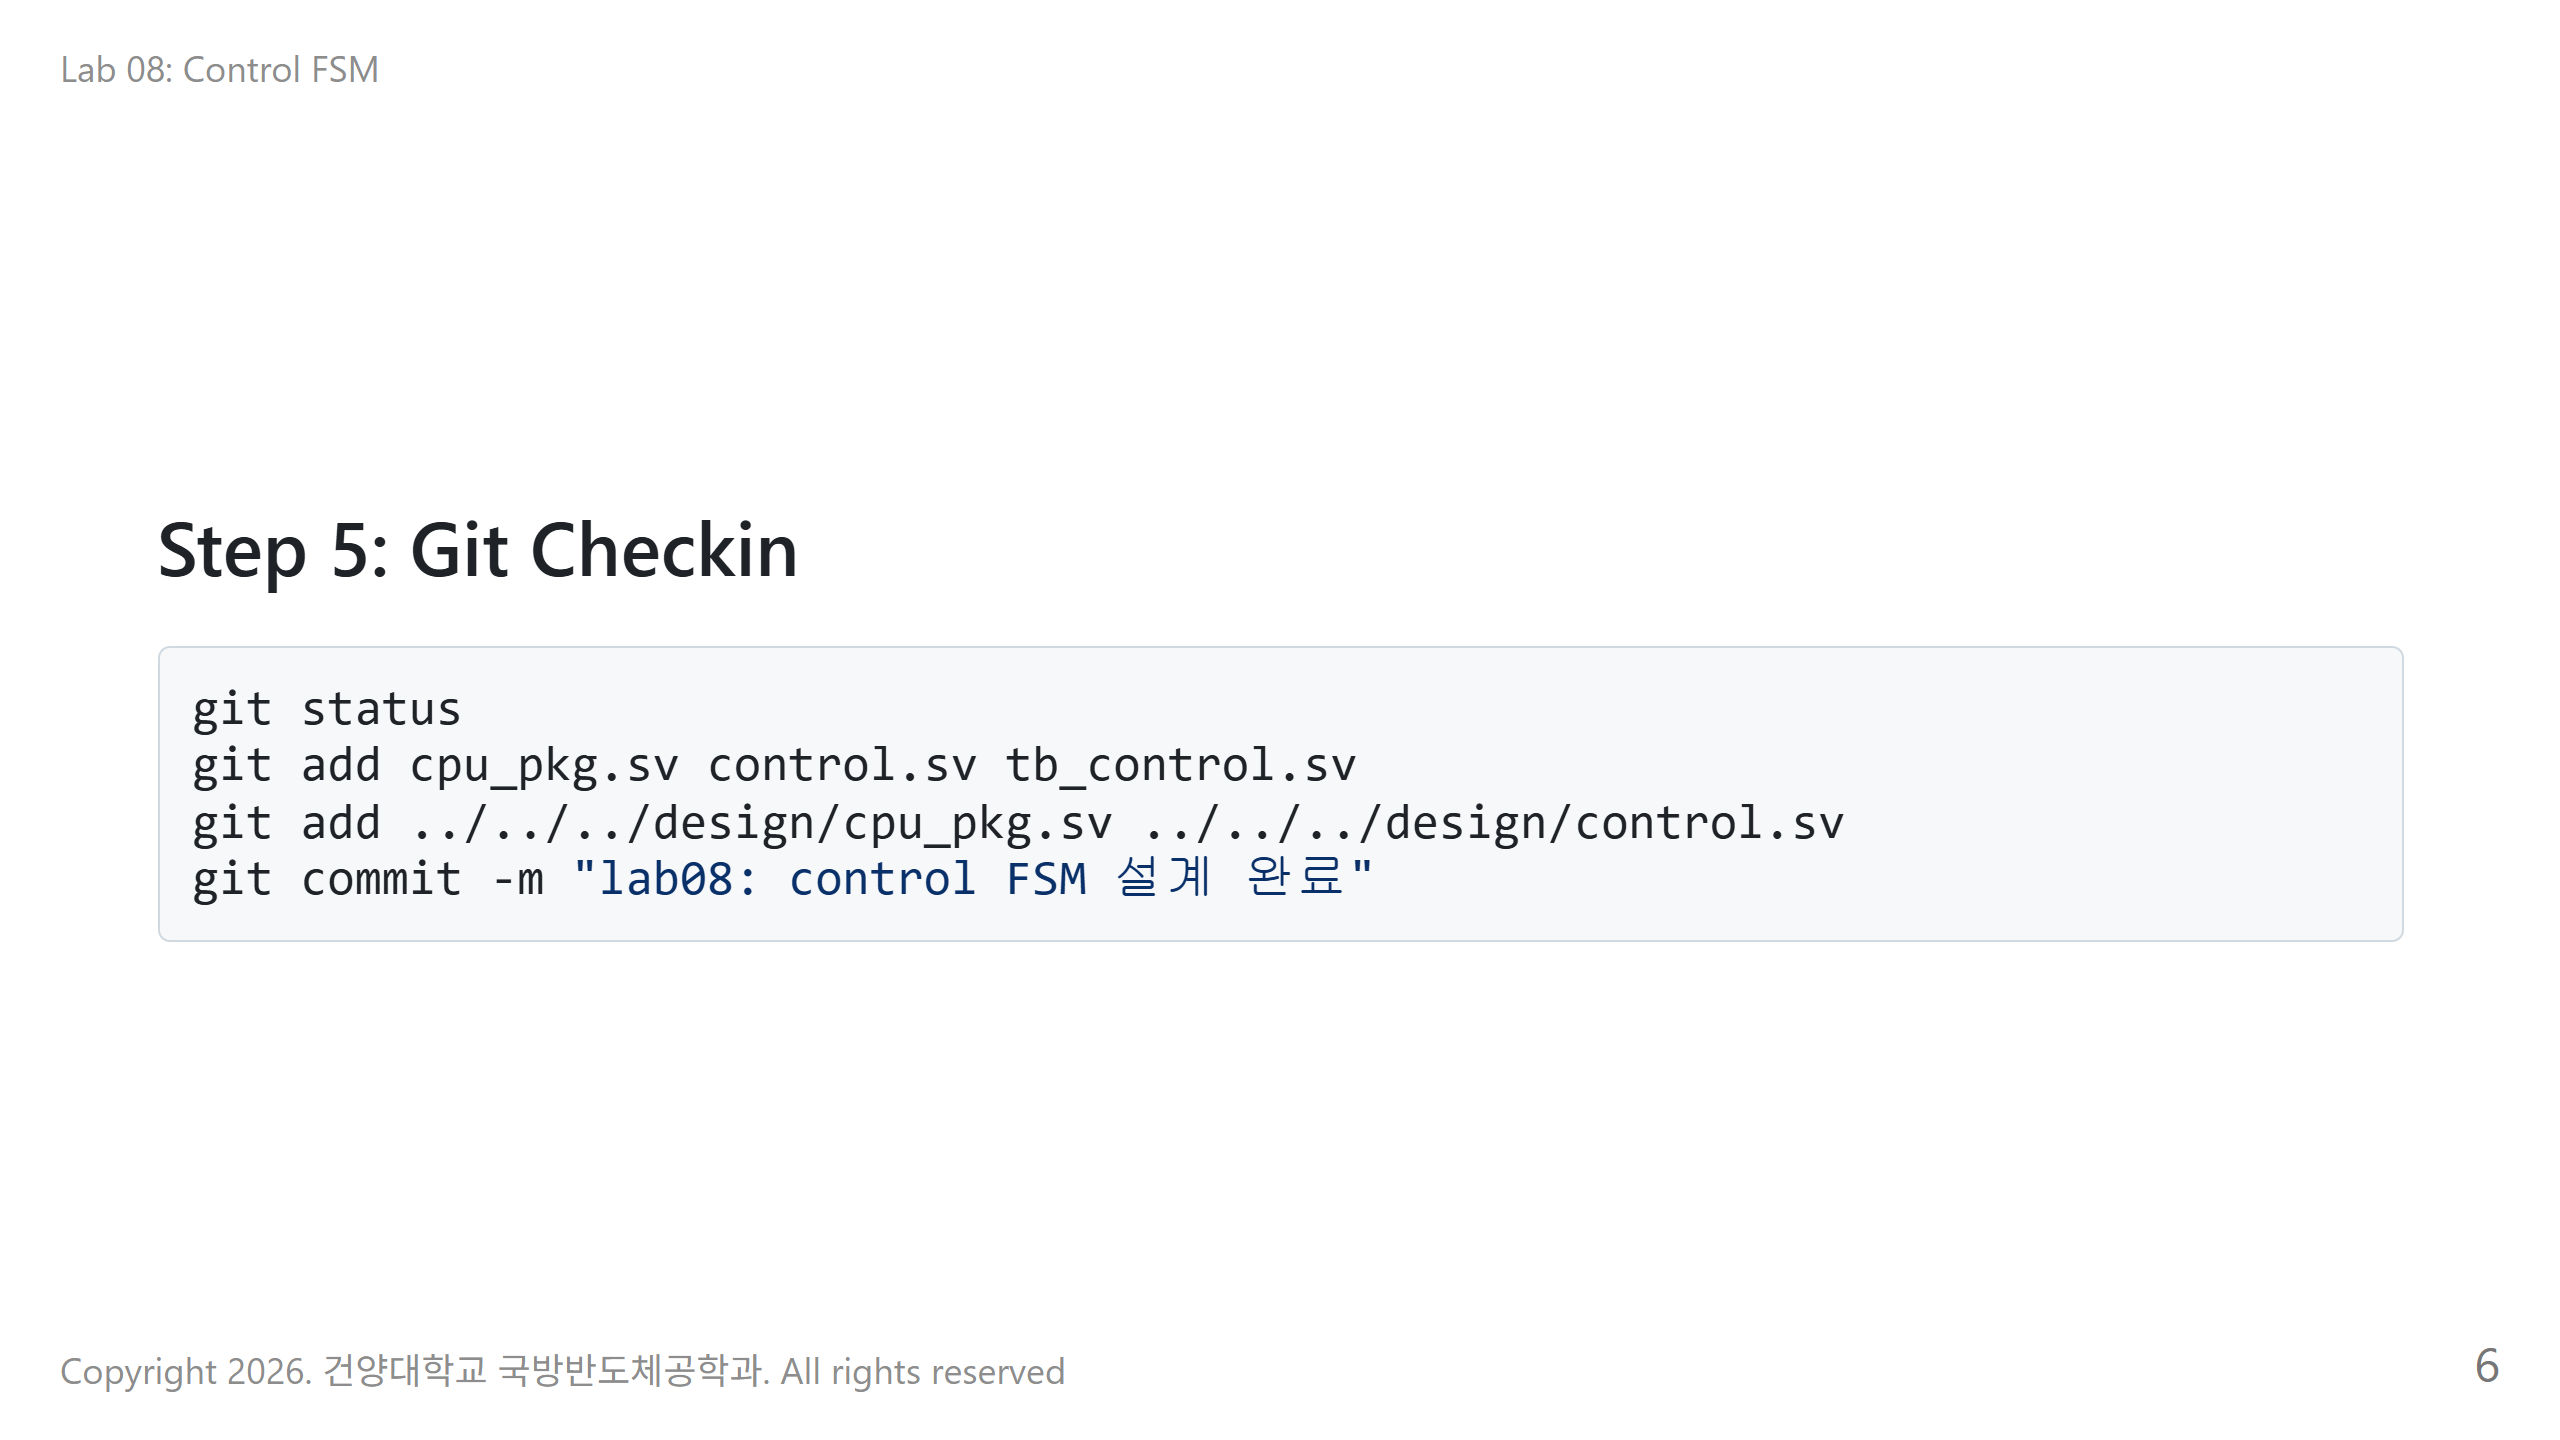 Lab 08: Control FSM
Step 5: Git Checkin
git status
git add cpu_pkg.sv control.sv tb_control.sv
git add ../../../design/cpu_pkg.sv ../../../design/control.sv
git commit -m "lab08: control FSM 설계 완료"
Copyright 2026. 건양대학교 국방반도체공학과. All rights reserved
6